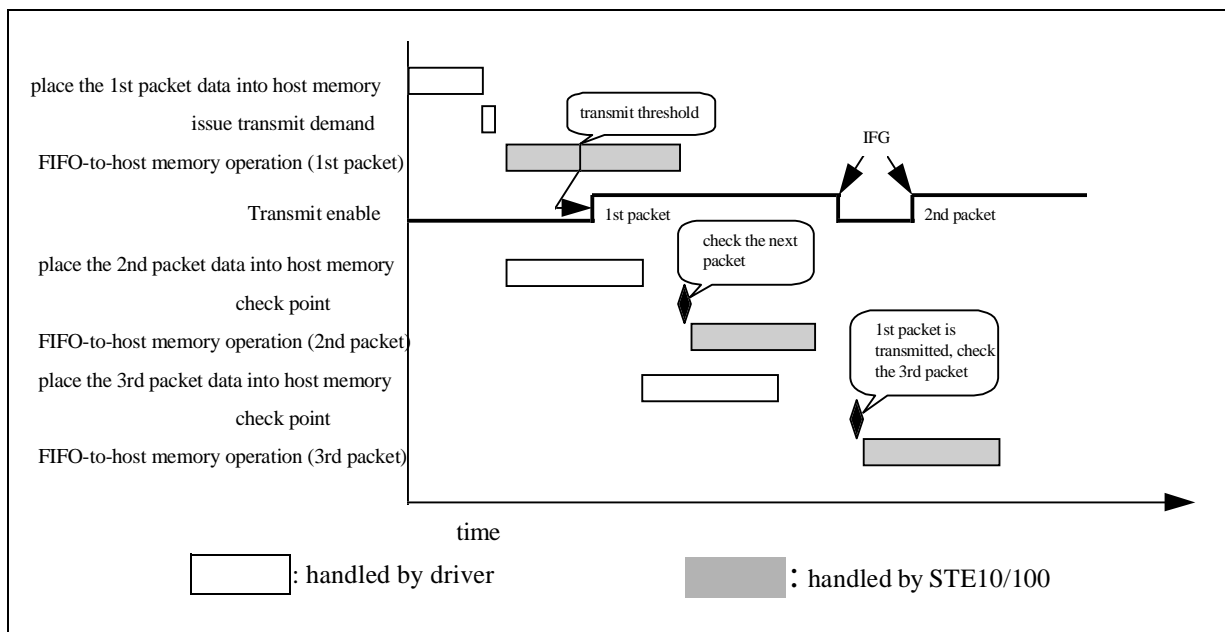 place the 1st packet data into host memory
issue transmit demand
transmit threshold
FIFO-to-host memory operation (1st packet)
IFG
Transmit enable
1st packet
2nd packet
check the next
packet
place the 2nd packet data into host memory
check point
FIFO-to-host memory operation (2nd packet)
1st packet is
transmitted, check
the 3rd packet
place the 3rd packet data into host memory
check point
FIFO-to-host memory operation (3rd packet)
time
: handled by driver
: handled by STE10/100